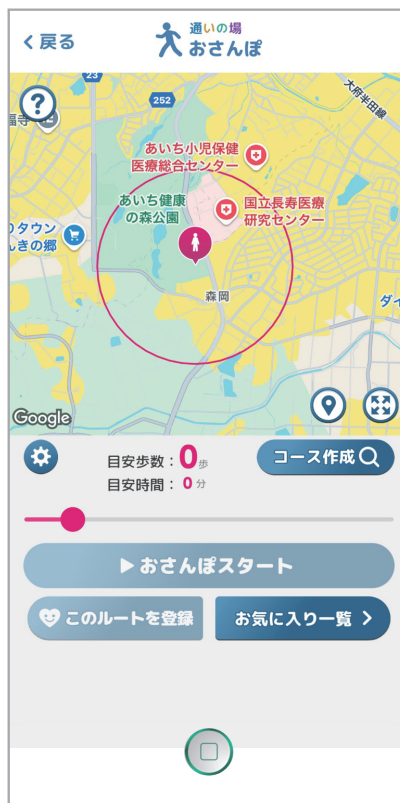 戻る
通いの場
おさんぽ
23
252
大府半田線
?
福寺
あいち小児保健
医療総合センター
あいち健康
の森公園
国立長寿医療
研究センター
りタウン
しきの郷
森岡
ダイ
Google
目安歩数：0歩
コース作成
目安時間：0分
おさんぽスタート
このルートを登録
お気に入り一覧